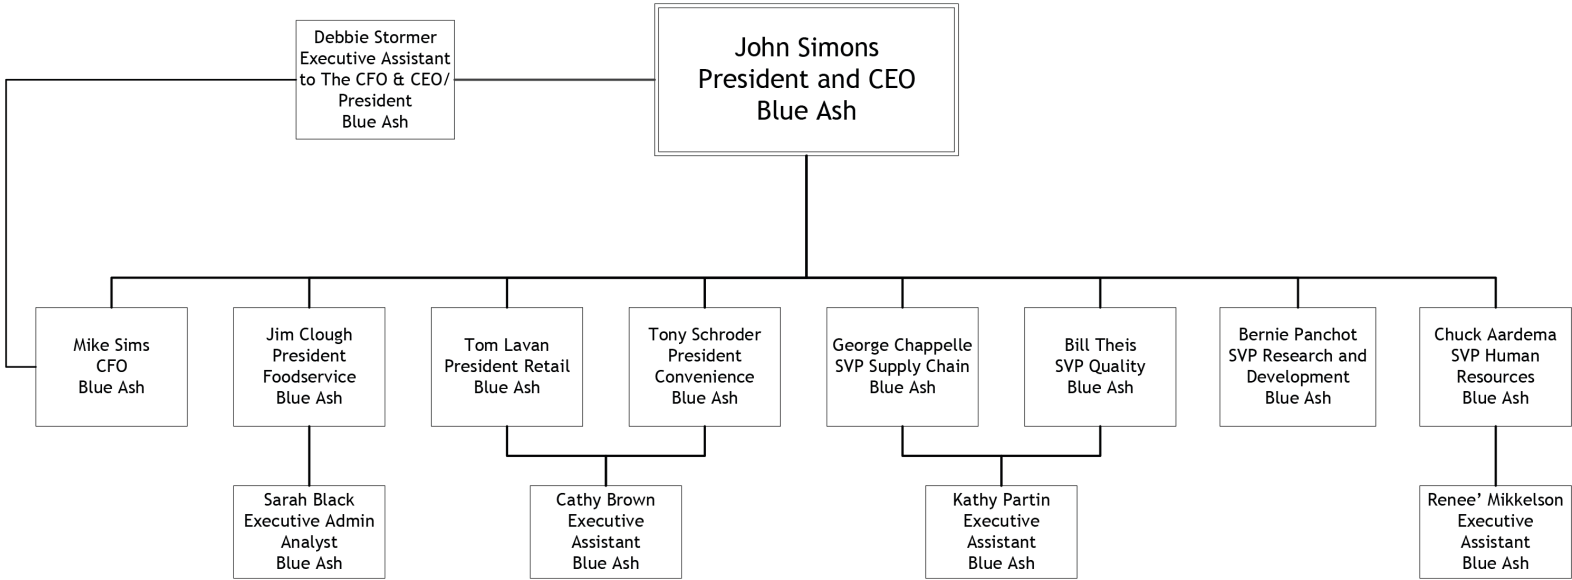 Debbie Stormer
Executive Assistant
to The CFO & CEO/
President
Blue Ash
John Simons
President and CEO
Blue Ash
Mike Sims
CFO
Blue Ash
Jim Clough
President
Foodservice
Blue Ash
Tom Lavan
President Retail
Blue Ash
Tony Schroder
President
Convenience
Blue Ash
George Chappelle
SVP Supply Chain
Blue Ash
Bill Theis
SVP Quality
Blue Ash
Bernie Panchot
SVP Research and
Development
Blue Ash
Chuck Aardema
SVP Human
Resources
Blue Ash
Sarah Black
Executive Admin
Analyst
Blue Ash
Cathy Brown
Executive
Assistant
Blue Ash
Kathy Partin
Executive
Assistant
Blue Ash
Renee’ Mikkelson
Executive
Assistant
Blue Ash